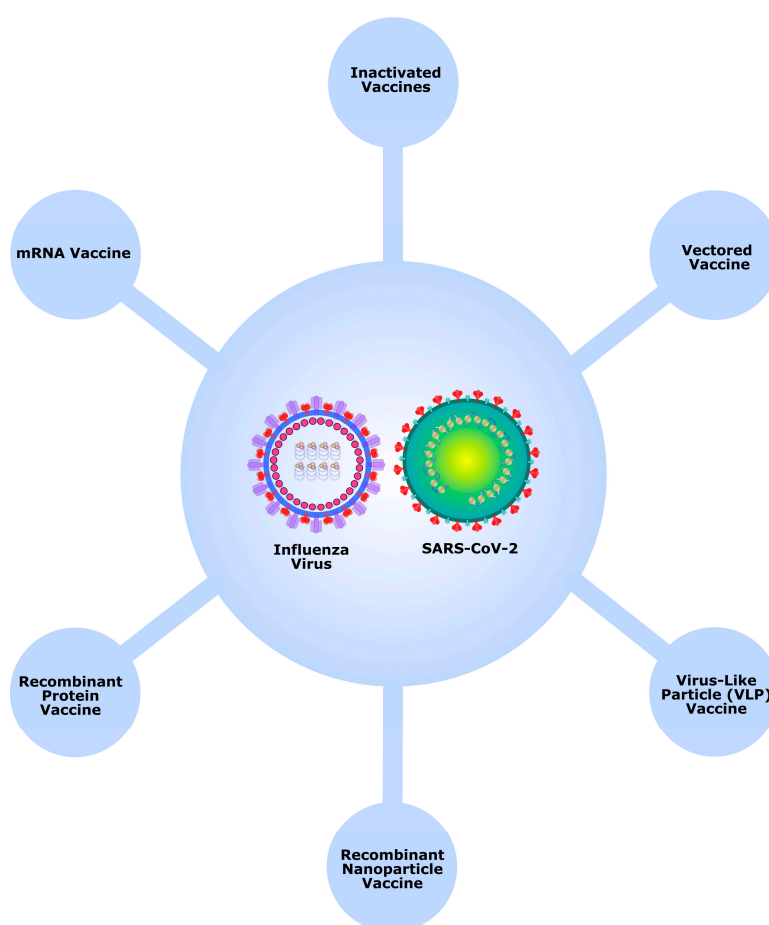 Inactivated
Vaccines
mRNA Vaccine
Vectored
Vaccine
Influenza
Virus
SARS-CoV-2
Recombinant
Protein
Vaccine
Virus-Like
Particle (VLP)
Vaccine
Recombinant
Nanoparticle
Vaccine